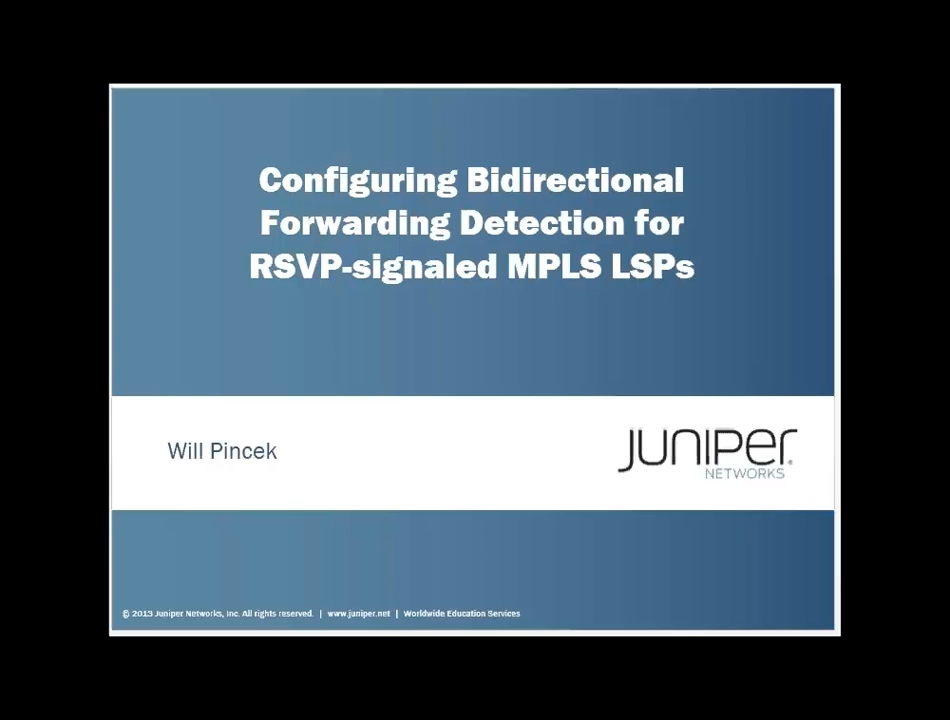 Configuring Bidirectional
Forwarding Detection for
RSVP-signaled MPLS LSPs
Will Pincek
JUNIPer
NETWORKS
© 2013 Juniper Networks, Inc. All rights reserved. | www.juniper.net | Worldwide Education Services